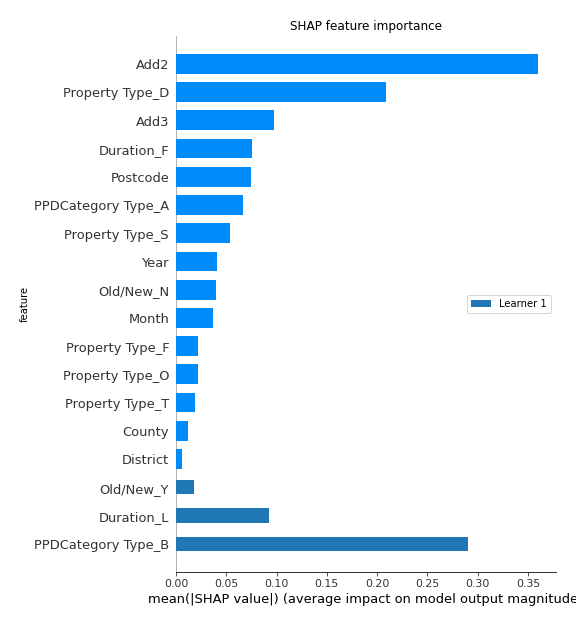 SHAP feature importance
Add2
Property Type_D
Add3
Duration_F
Postcode
PPDCategory Type_A
Property Type_S
Year
Old/New_N
Month
Property Type_F
Property Type_O
Property Type_T
County
District
Old/New_Y
Duration_L
PPDCategory Type_B
feature
Learner 1
0.00 0.05 0.10 0.15 0.20 0.25 0.30 0.35
mean(|SHAP value|) (average impact on model output magnitude